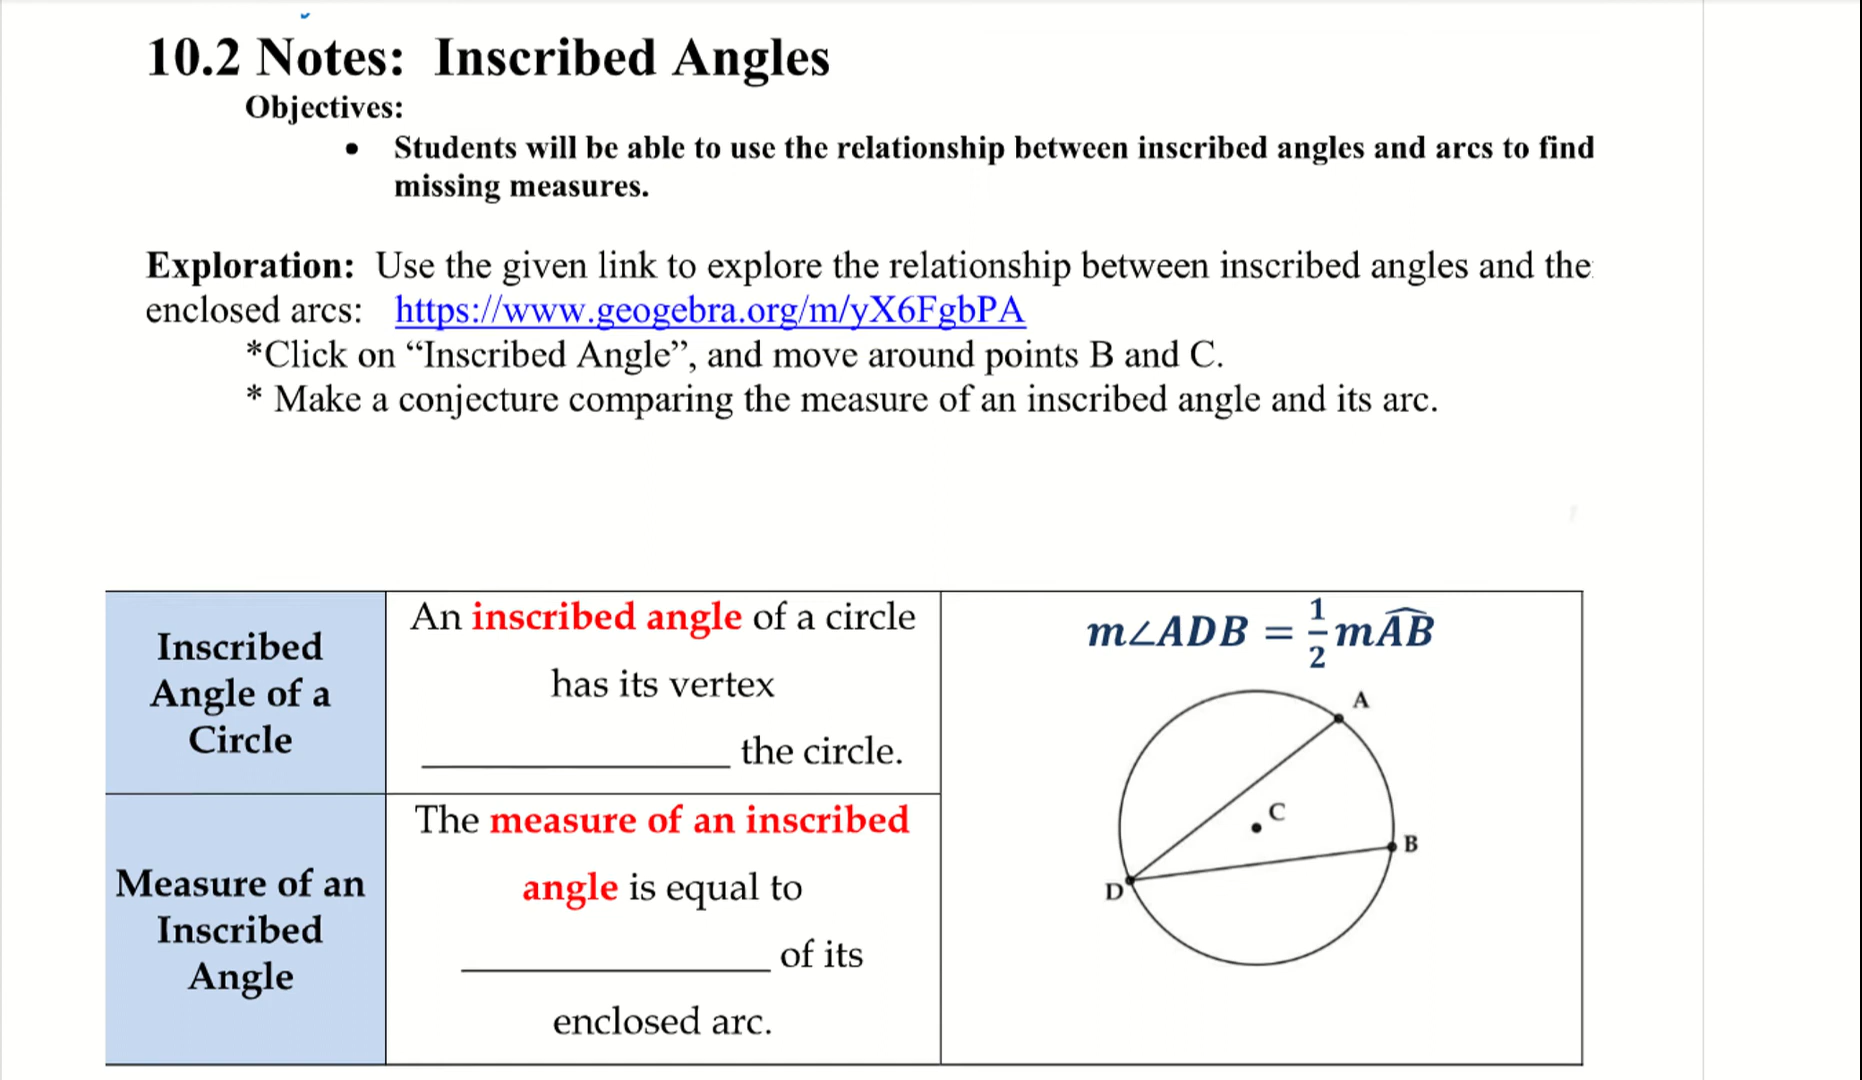 10.2 Notes: Inscribed Angles
Objectives:
• Students will be able to use the relationship between inscribed angles and arcs to find
missing measures.
Exploration: Use the given link to explore the relationship between inscribed angles and the
enclosed arcs: https://www.geogebra.org/m/yX6FgbPA
*Click on “Inscribed Angle”, and move around points B and C.
* Make a conjecture comparing the measure of an inscribed angle and its arc.
Inscribed
Angle of a
Circle
An inscribed angle of a circle
has its vertex
_______________ the circle.
Measure of an
Inscribed
Angle
The measure of an inscribed
angle is equal to
_______________ of its
enclosed arc.
m∠ADB = 1/2 mA͡B
A
C
B
D